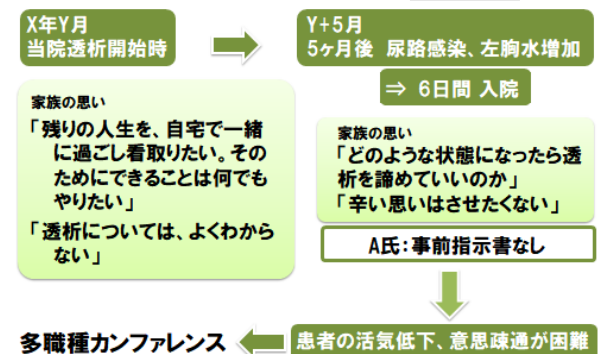 X年Y月
当院透析開始時
家族の思い
「残りの人生を、自宅で一緒
に過ごし看取りたい。その
ためにできることは何でも
やりたい」
「透析については、よくわから
ない」
Y+5月
5ヶ月後 尿路感染、左胸水増加
⇒ 6日間 入院
家族の思い
「どのような状態になったら透
析を諦めていいのか」
「辛い思いはさせたくない」
A氏：事前指示書なし
患者の活気低下、意思疎通が困難
多職種カンファレンス